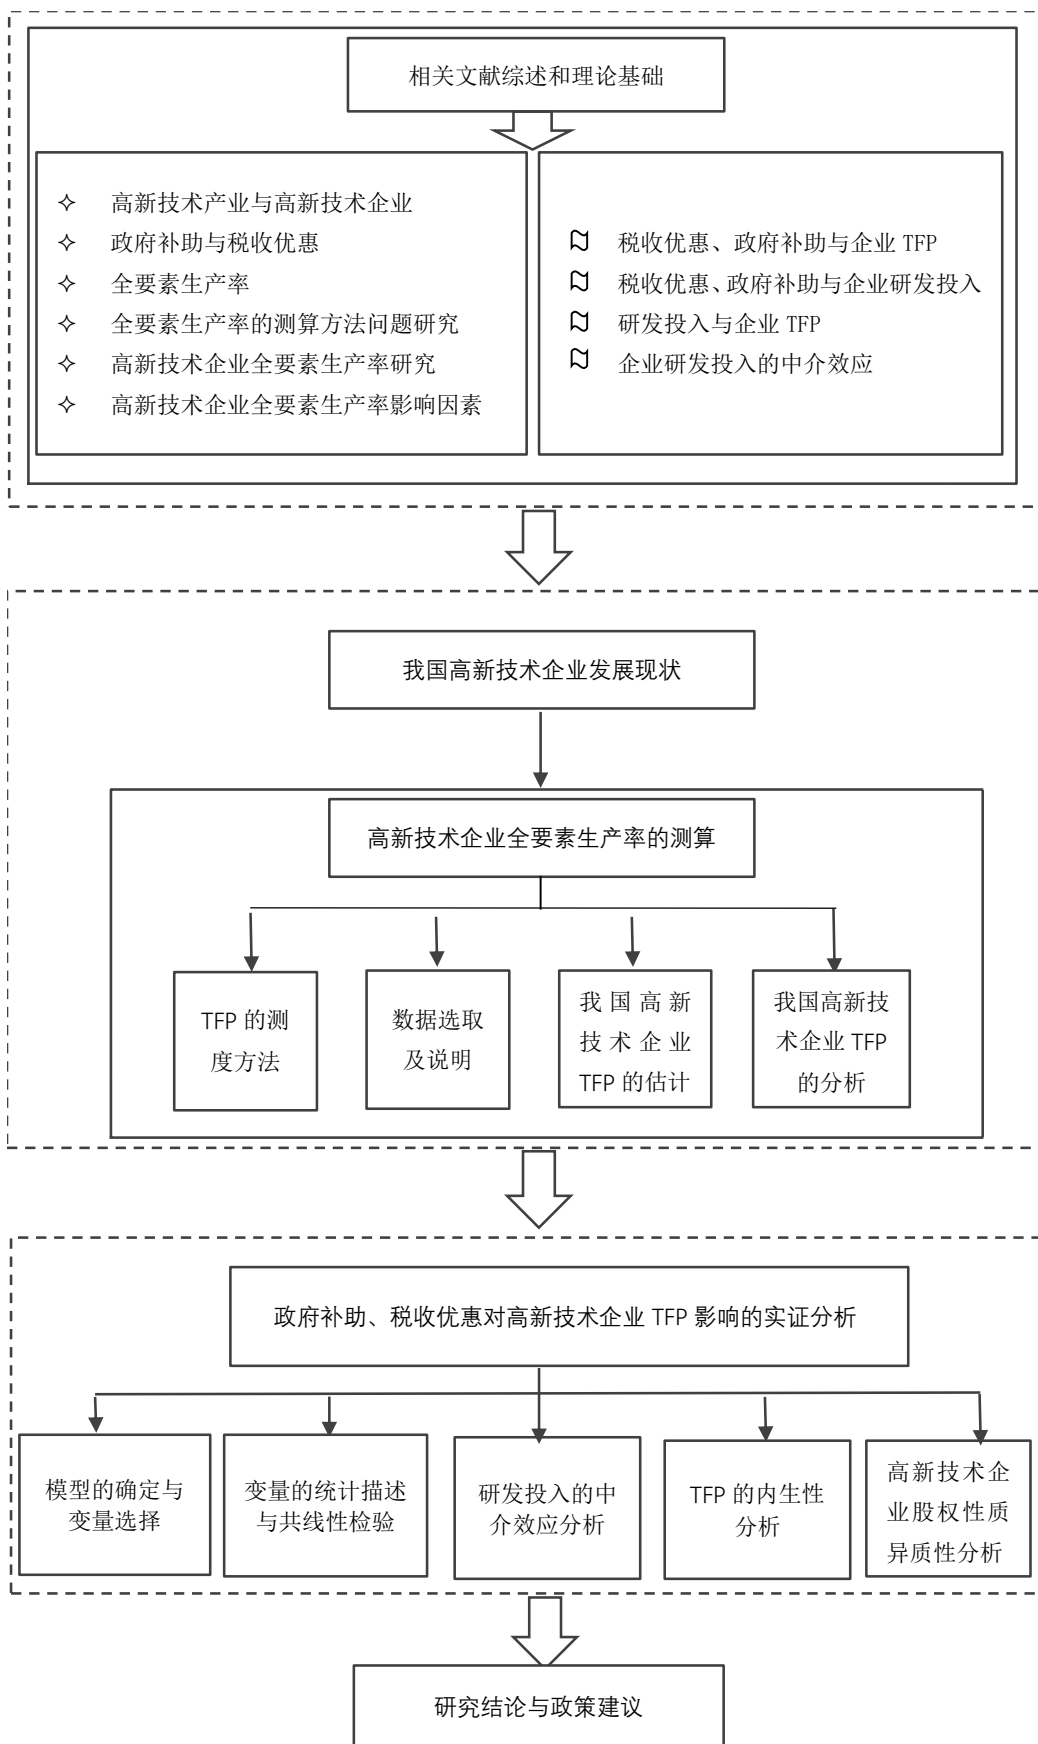 相关文献综述和理论基础
高新技术产业与高新技术企业
政府补助与税收优惠
全要素生产率
全要素生产率的测算方法问题研究
高新技术企业全要素生产率研究
高新技术企业全要素生产率影响因素
税收优惠、政府补助与企业 TFP
税收优惠、政府补助与企业研发投入
研发投入与企业 TFP
企业研发投入的中介效应
我国高新技术企业发展现状
高新技术企业全要素生产率的测算
TFP 的测
度方法
数据选取
及说明
我国高新
技术企业
TFP 的估计
我国高新技
术企业 TFP
的分析
政府补助、税收优惠对高新技术企业 TFP 影响的实证分析
模型的确定与
变量选择
变量的统计描述
与共线性检验
研发投入的中
介效应分析
TFP 的内生性
分析
高新技术企
业股权性质
异质性分析
研究结论与政策建议